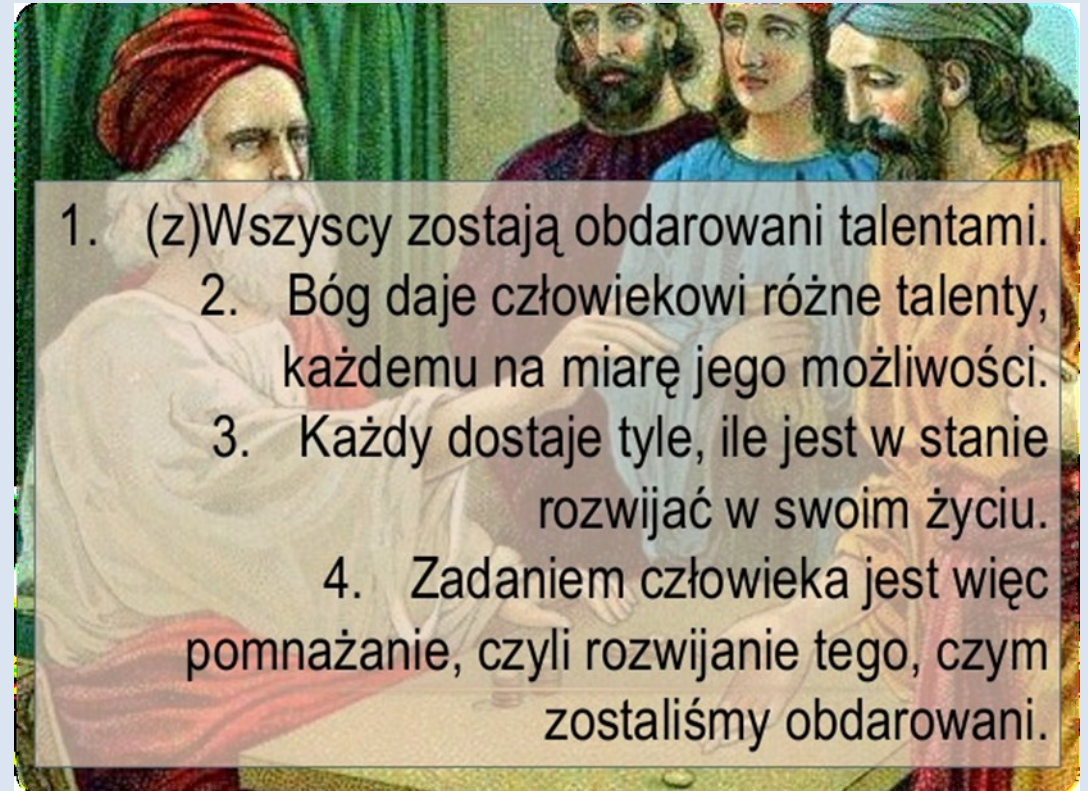 1. (z)Wszyscy zostają obdarowani talentami.
2. Bóg daje człowiekowi różne talenty,
każdemu na miarę jego możliwości.
3. Każdy dostaje tyle, ile jest w stanie
rozwijać w swoim życiu.
4. Zadaniem człowieka jest więc
pomnażanie, czyli rozwijanie tego, czym
zostaliśmy obdarowani.